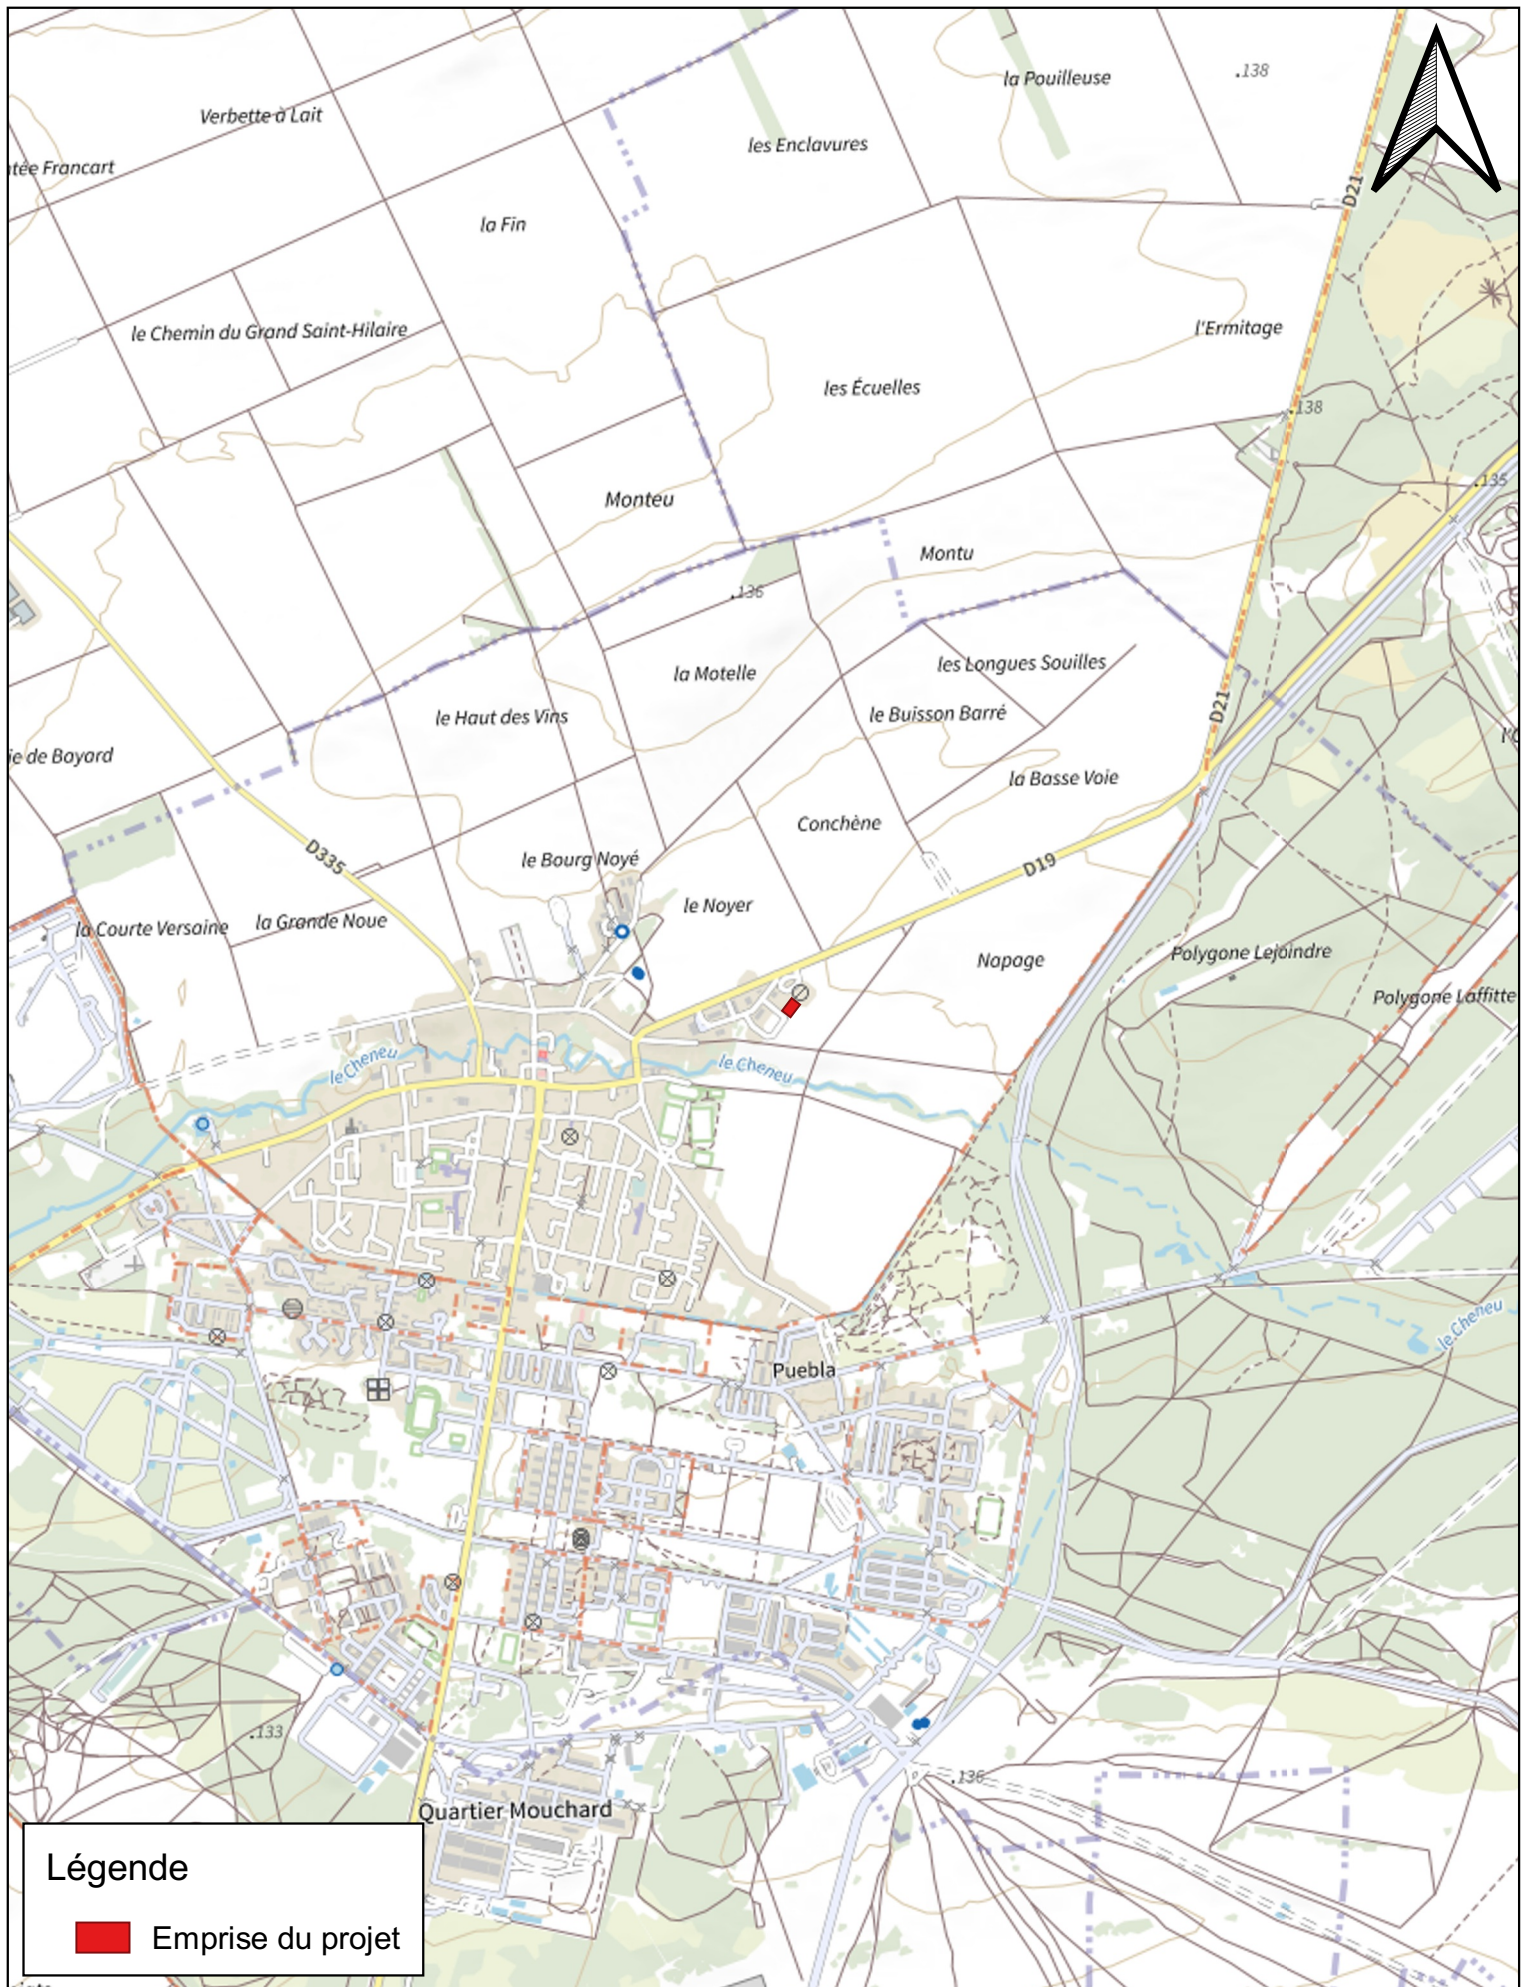 la Pouilleuse
.138
Verbette à Lait
les Enclavures
tée Francart
D21
la Fin
l'Ermitage
le Chemin du Grand Saint-Hilaire
les Écuelles
.138
.135
Monteu
Montu
.136
les Longues Souilles
la Motelle
D21
le Haut des Vins
le Buisson Barré
ie de Bayard
la Basse Voie
Conchène
D335
le Bourg Noyé
D19
le Noyer
la Courte Versaine
la Grande Noue
Polygone Lejoindre
Napage
Polygone Laffitte
le Cheneu
le Cheneu
le Cheneu
Puebla
.133
.136
Quartier Mouchard
Légende
Emprise du projet